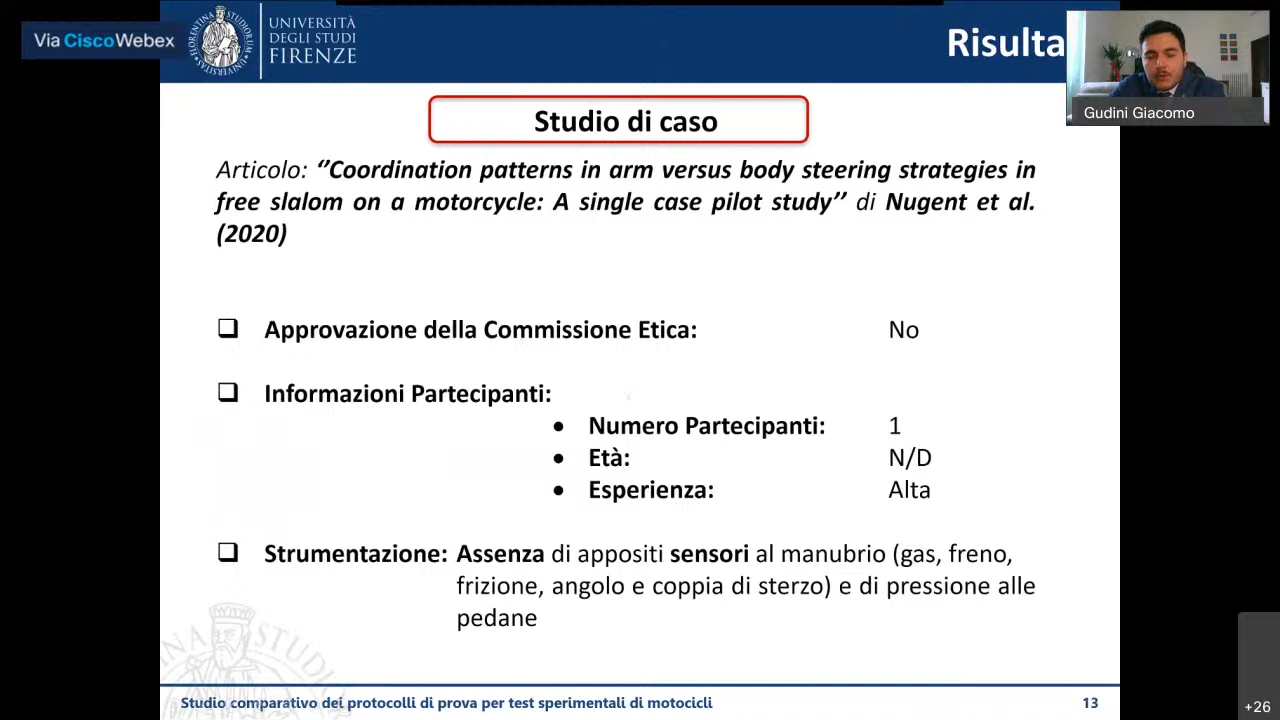 Via CiscoWebex
UNIVERSITÀ
DEGLI STUDI
FIRENZE
Risulta
Gudini Giacomo
Studio di caso
Articolo: ‘’Coordination patterns in arm versus body steering strategies in
free slalom on a motorcycle: A single case pilot study’’ di Nugent et al.
(2020)
❑ Approvazione della Commissione Etica: No
❑ Informazioni Partecipanti:
• Numero Partecipanti: 1
• Età: N/D
• Esperienza: Alta
❑ Strumentazione: Assenza di appositi sensori al manubrio (gas, freno,
frizione, angolo e coppia di sterzo) e di pressione alle
pedane
Studio comparativo dei protocolli di prova per test sperimentali di motocicli 13
+26